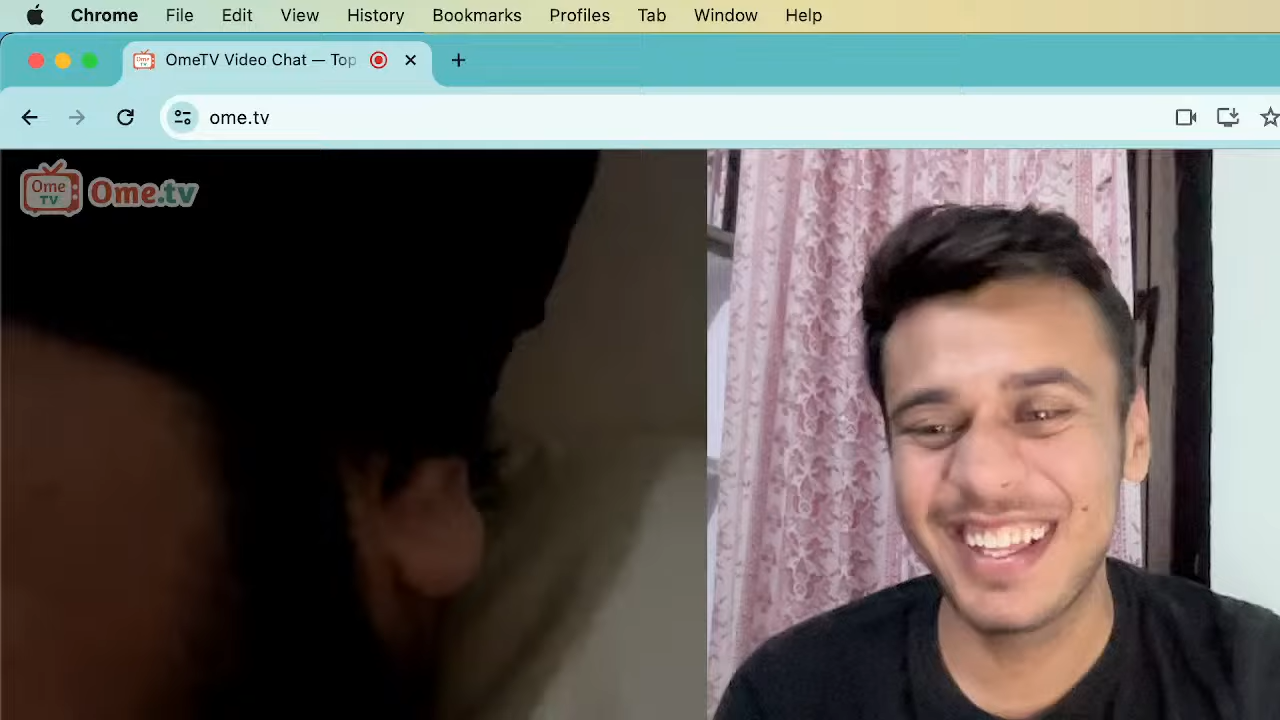 Chrome File Edit View History Bookmarks Profiles Tab Window Help
OmeTV Video Chat — Top
ome.tv
Ome TV Ome.tv